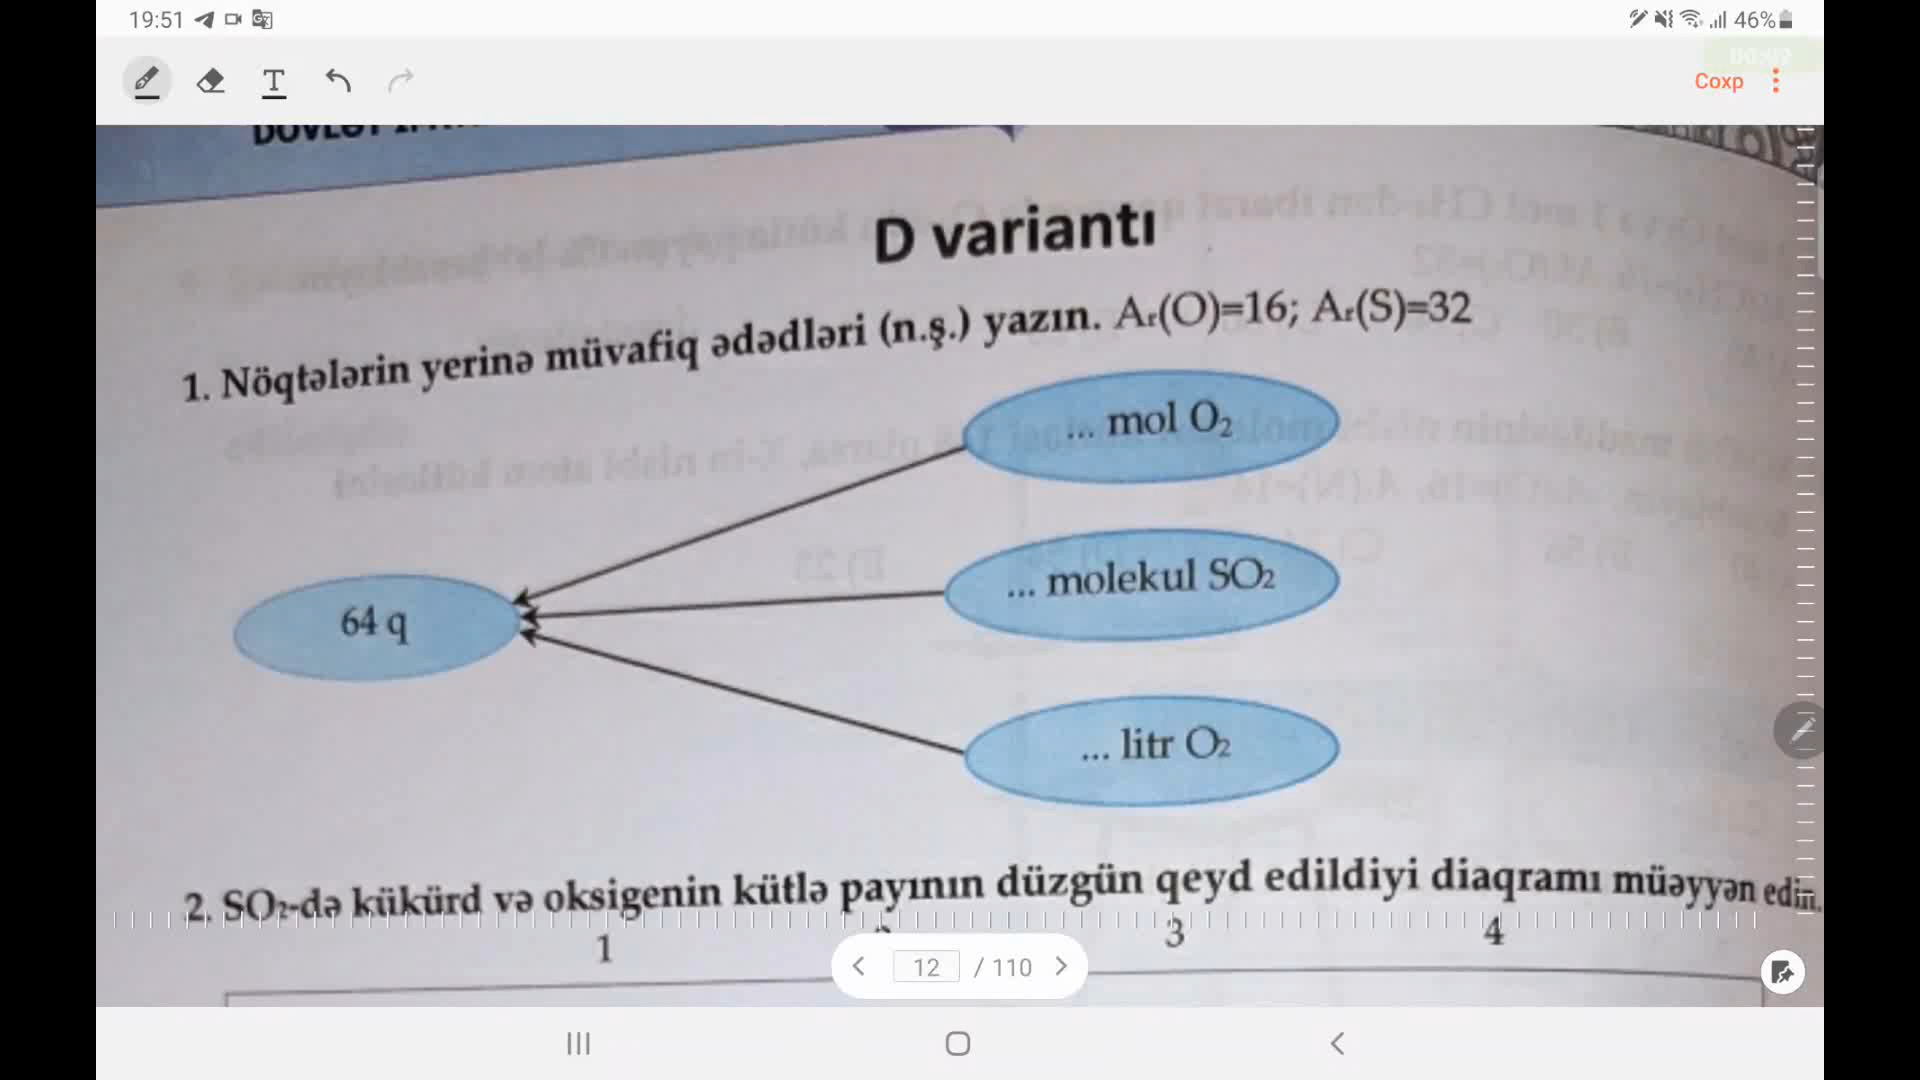 19:51
46%
Сохр
D variantı
1. Nöqtələrin yerinə müvafiq ədədləri (n.ş.) yazın. Ar(O)=16; Ar(S)=32
... mol O₂
64 q
... molekul SO₂
... litr O₂
2. SO₂-də kükürd və oksigenin kütlə payının düzgün qeyd edildiyi diaqramı müəyyən edin.
1 3 4
12 / 110